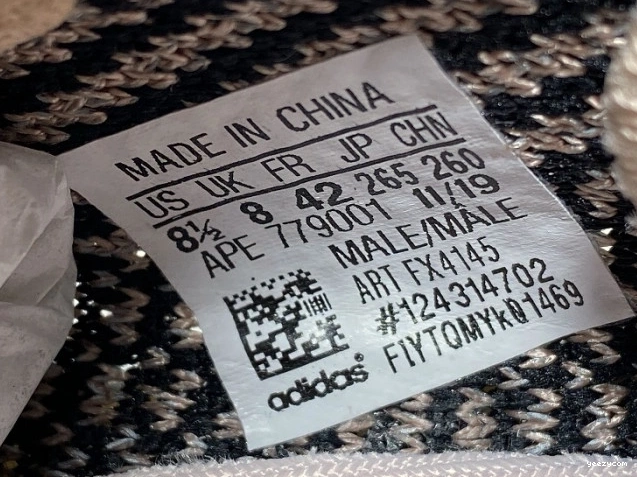 MADE IN CHINA
US UK FR JP CHN
8½ 8 42 265 260
APE 779001 11/19
MALE/MÂLE
ART FX4145
#124314702
FIYTQMYkQ1469
adidas®
yeezy.com